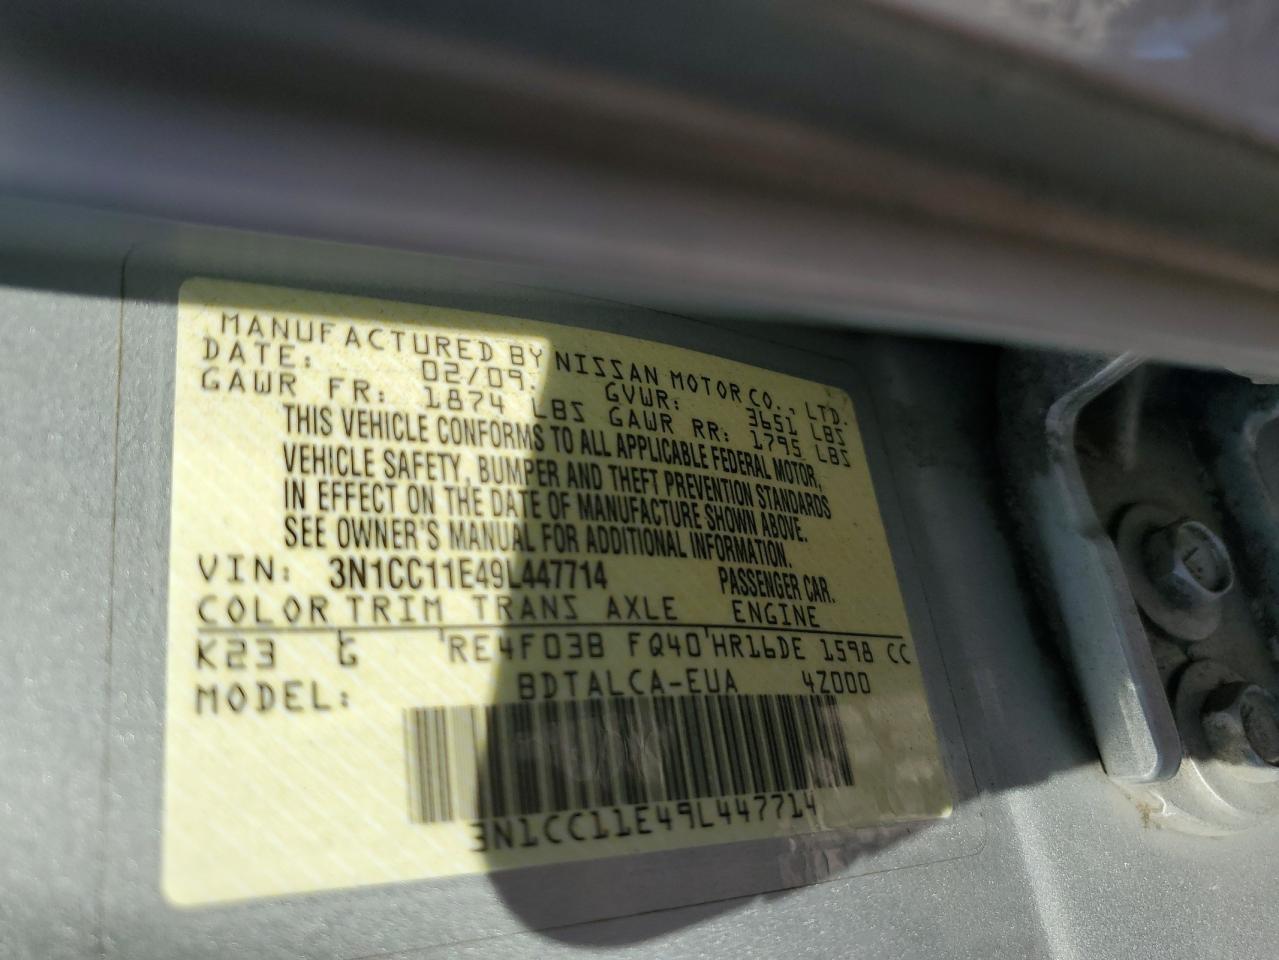 MANUFACTURED BY NISSAN MOTOR CO., LTD.
DATE: 02/09. GVWR: 3651 LBS
GAWR FR: 1874 LBS GAWR RR: 1795 LBS
THIS VEHICLE CONFORMS TO ALL APPLICABLE FEDERAL MOTOR,
VEHICLE SAFETY, BUMPER AND THEFT PREVENTION STANDARDS
IN EFFECT ON THE DATE OF MANUFACTURE SHOWN ABOVE.
SEE OWNER'S MANUAL FOR ADDITIONAL INFORMATION.
VIN: 3N1CC11E49L447714 PASSENGER CAR.
COLOR TRIM TRANS AXLE ENGINE
K23 G RE4F03B FQ40 HR16DE 1598 CC
MODEL: BDTALCA-EUA 4Z000
3N1CC11E49L447714